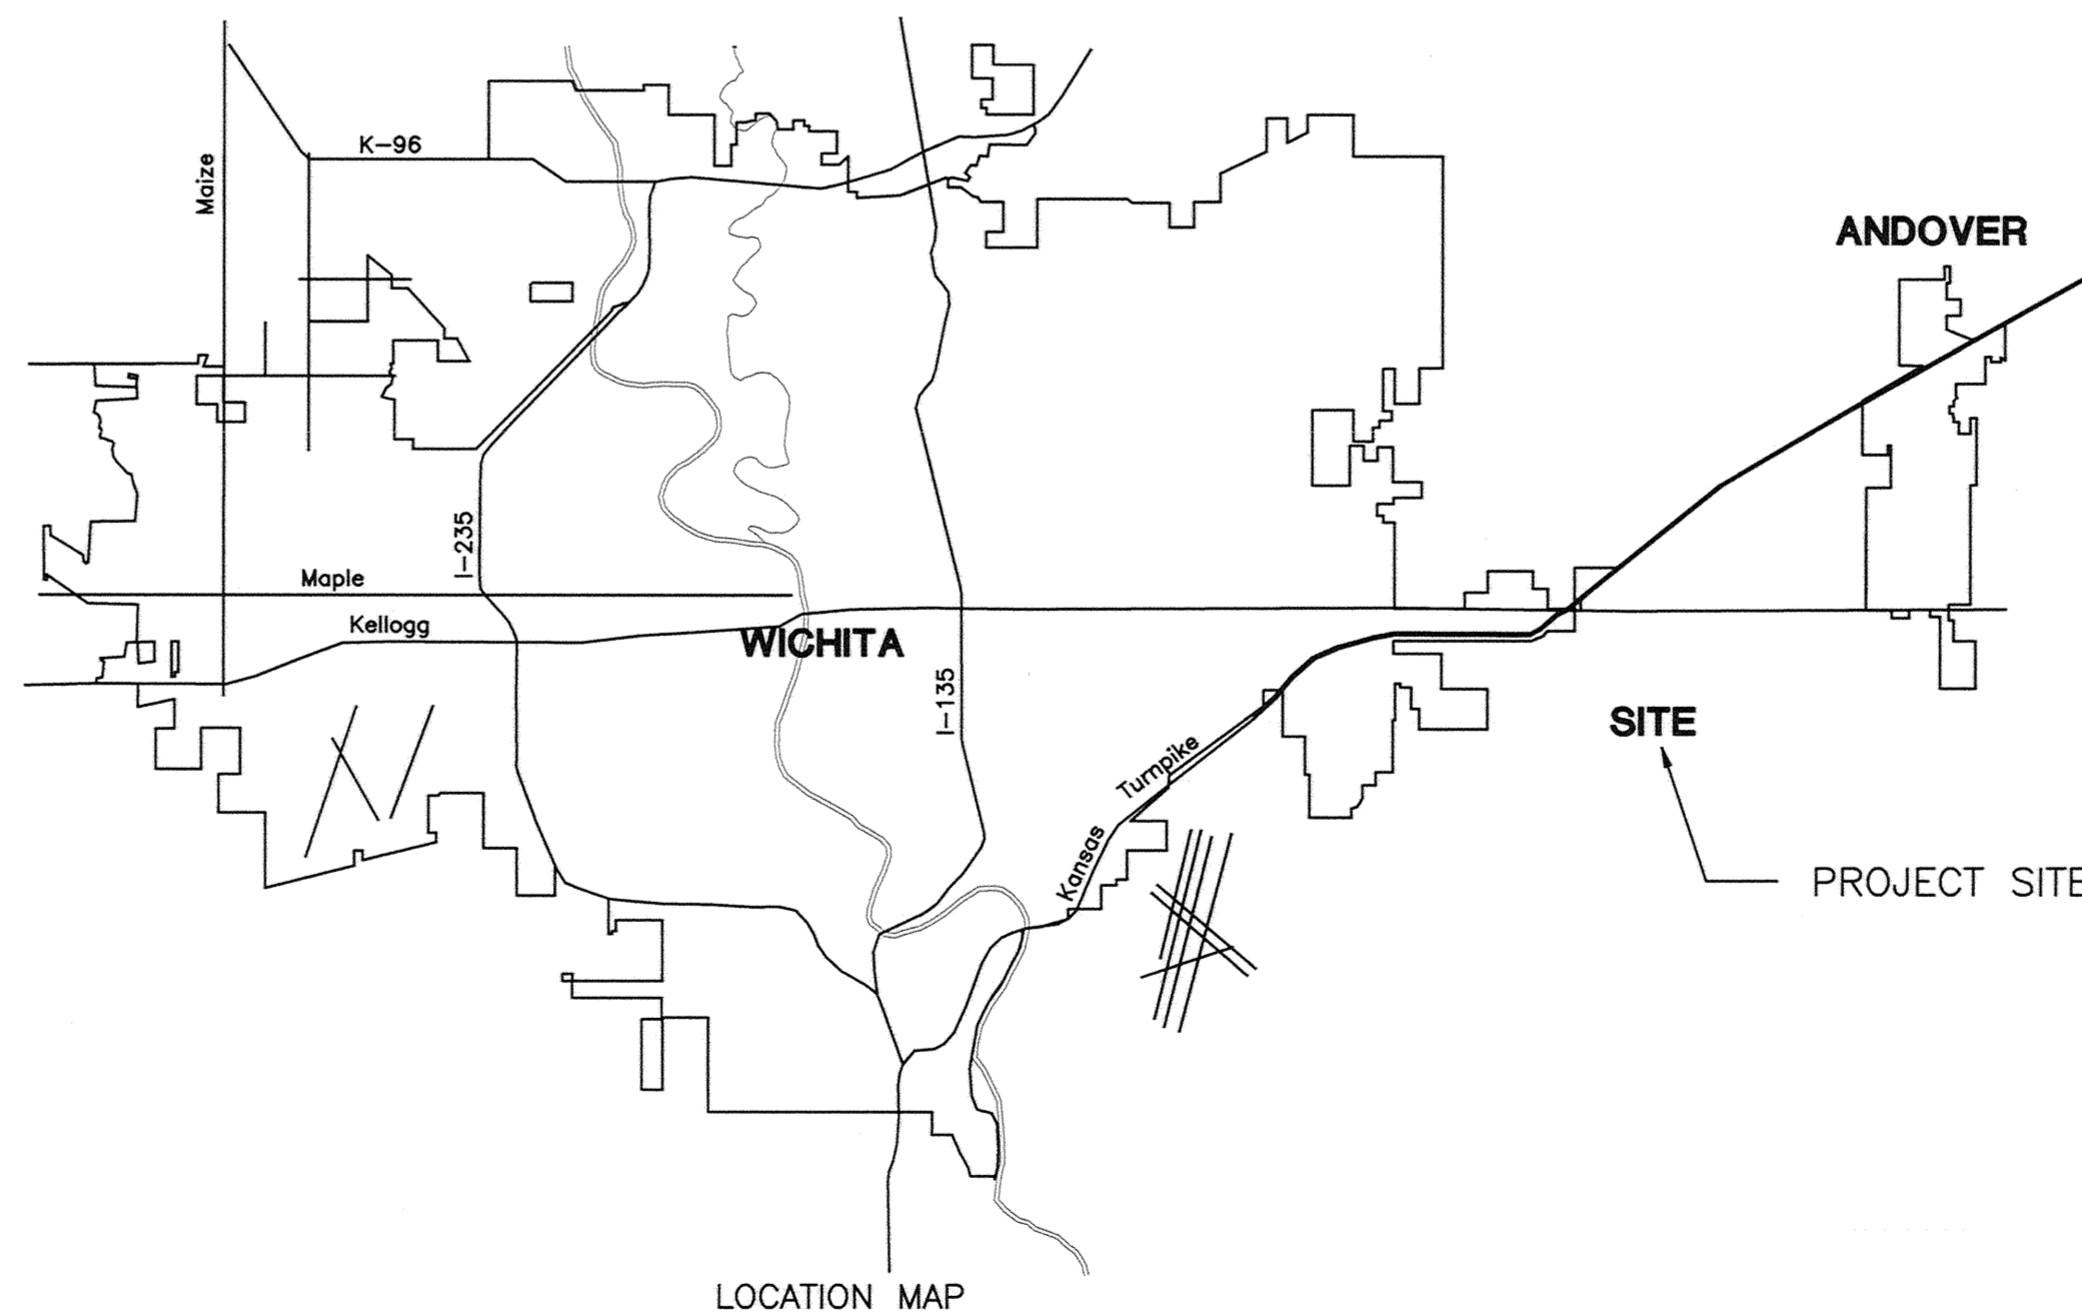 K-96
Maize
ANDOVER
I-235
Maple
Kellogg
WICHITA
I-135
SITE
Kansas Turnpike
PROJECT SITE
LOCATION MAP